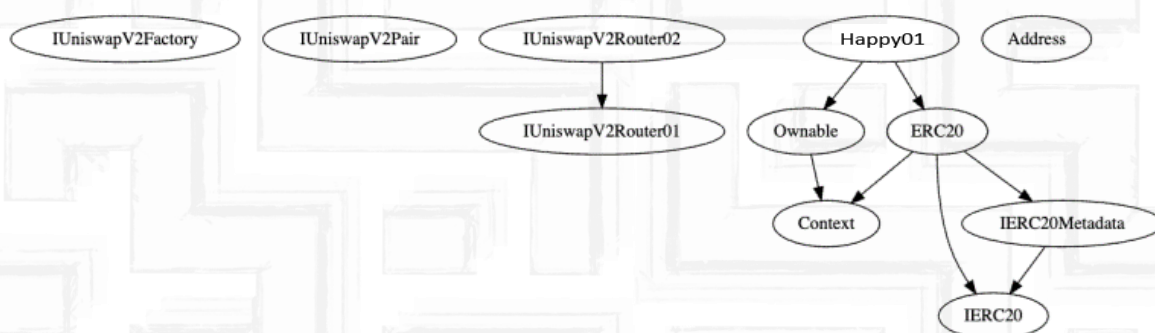 IUniswapV2Factory
IUniswapV2Pair
IUniswapV2Router02
Happy01
Address
IUniswapV2Router01
Ownable
ERC20
Context
IERC20Metadata
IERC20